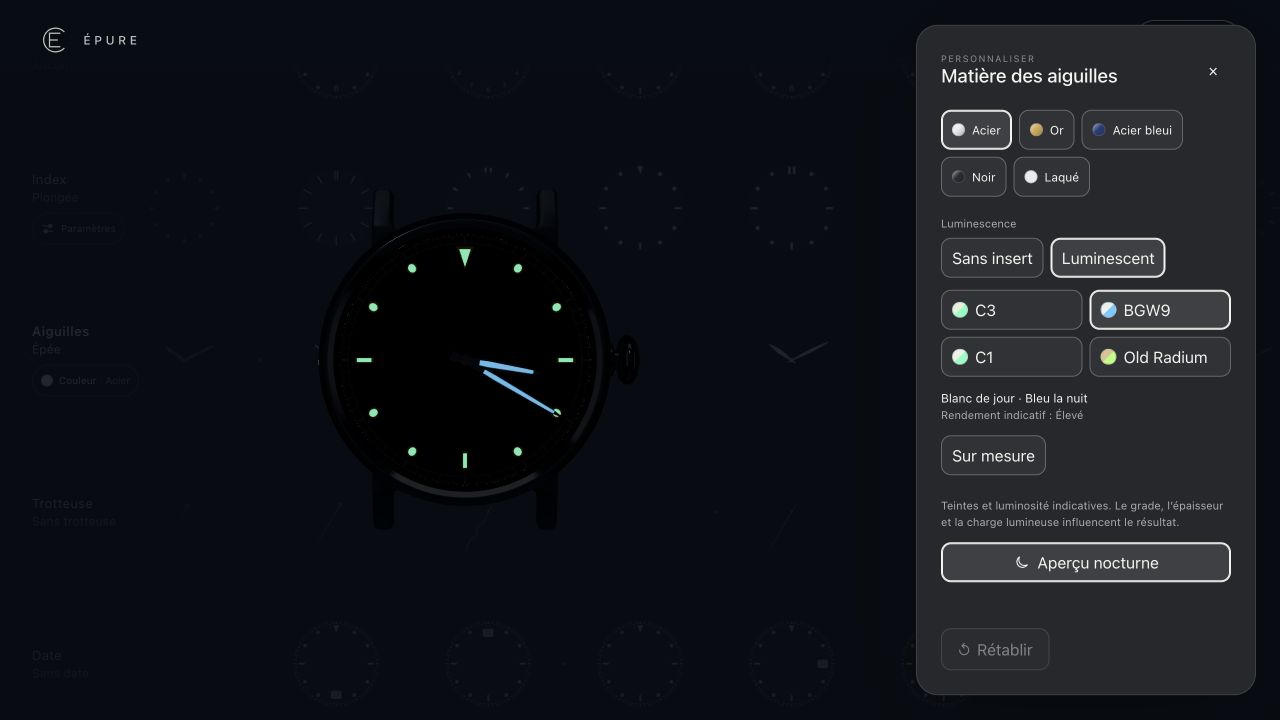 ÉPURE
PERSONNALISER
Matière des aiguilles
Acier
Or
Acier bleui
Noir
Laqué
Luminescence
Sans insert
Luminescent
C3
BGW9
C1
Old Radium
Blanc de jour · Bleu la nuit
Rendement indicatif : Élevé
Sur mesure
Teintes et luminosité indicatives. Le grade, l'épaisseur
et la charge lumineuse influencent le résultat.
Aperçu nocturne
Rétablir
Index
Plongée
Paramètres
Aiguilles
Épée
Couleur · Acier
Trotteuse
Sans trotteuse
Date
Sans date